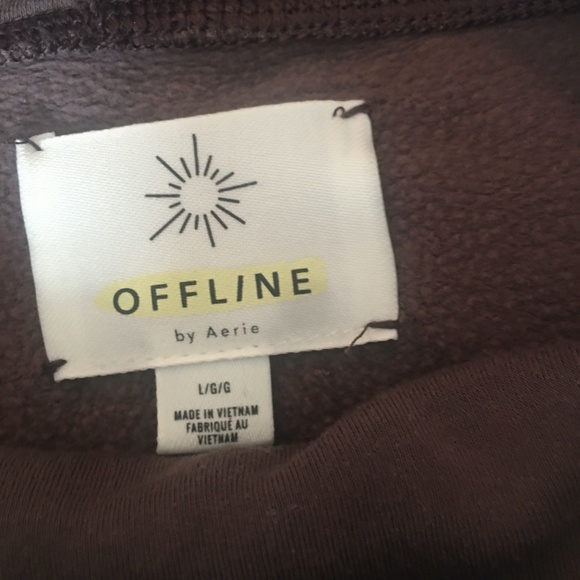 OFFLINE
by Aerie
L/G/G
MADE IN VIETNAM
FABRIQUÉ AU
VIETNAM